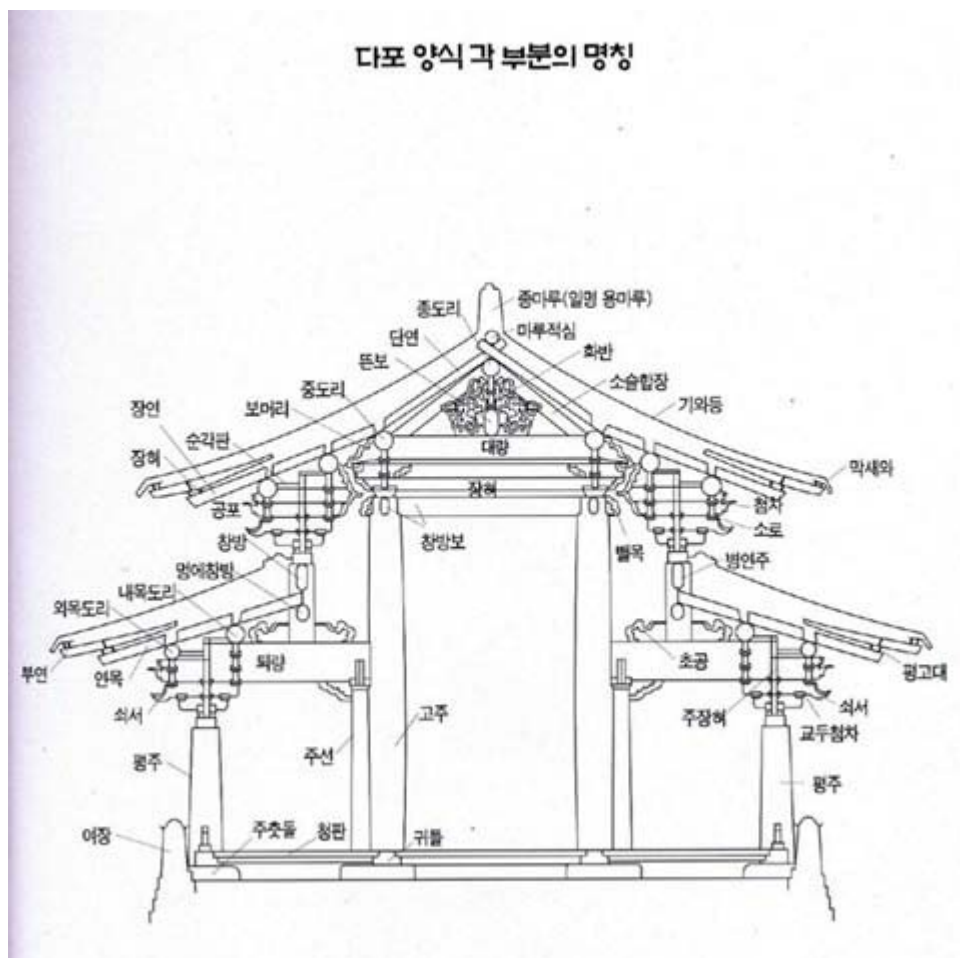 다포 양식 각 부분의 명칭
종도리
종마루(일명 용마루)
단연
마루적심
뜬보
화반
중도리
소슬합장
장연
보머리
기와등
순각판
대량
장혀
장혀
막새와
공포
첨차
창방보
소로
창방
뺄목
멍에창방
병연주
내목도리
외목도리
퇴량
초공
부연
연목
평고대
쇠서
쇠서
고주
주장혀
주선
교두첨차
평주
평주
여장
주춧돌
청판
귀틀